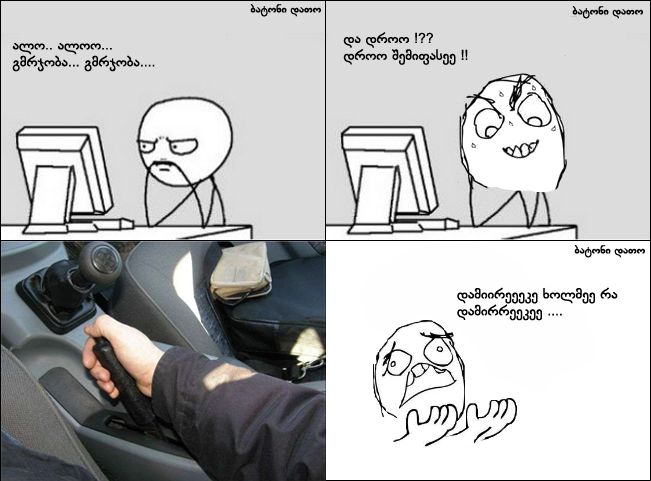 ბატონი დათო
ალო.. ალოო...
გმრჯობა... გმრჯობა....
ბატონი დათო
და დროო !??
დროო შემიფასეე !!
ბატონი დათო
დამიირეეეკე ხოლმეე რა
დამირრეეკეე ....